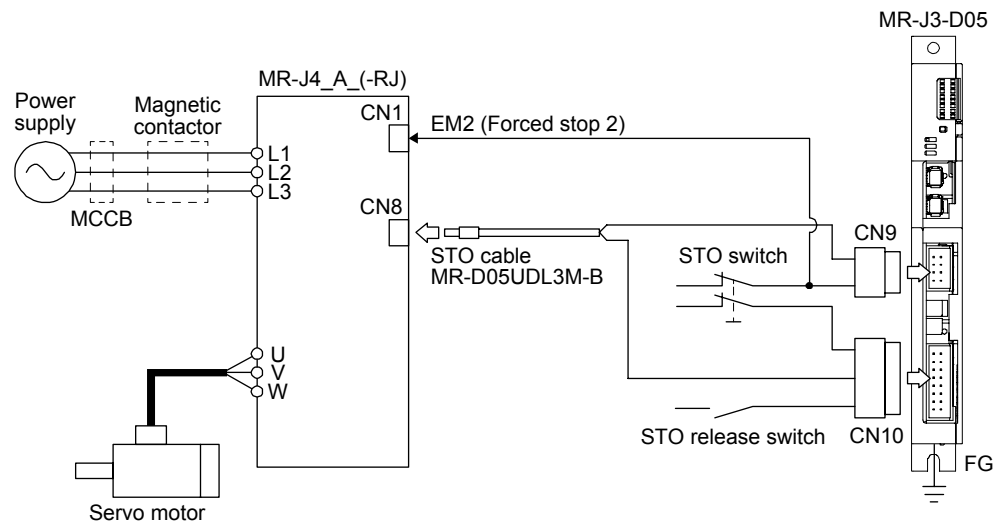 MR-J3-D05
MR-J4_A_(-RJ)
Power
supply
Magnetic
contactor
CN1
EM2 (Forced stop 2)
L1
L2
L3
MCCB
CN8
CN9
STO cable
MR-D05UDL3M-B
STO switch
U
V
W
STO release switch
CN10
FG
Servo motor